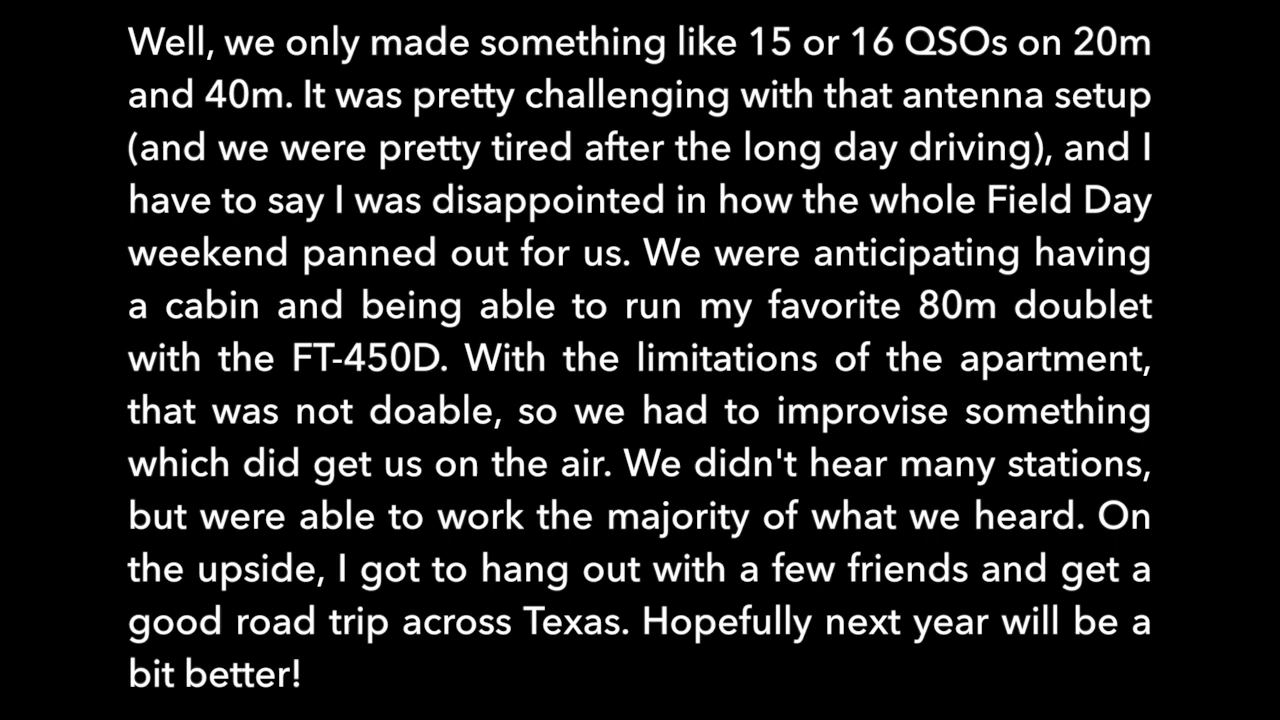 Well, we only made something like 15 or 16 QSOs on 20m
and 40m. It was pretty challenging with that antenna setup
(and we were pretty tired after the long day driving), and I
have to say I was disappointed in how the whole Field Day
weekend panned out for us. We were anticipating having
a cabin and being able to run my favorite 80m doublet
with the FT-450D. With the limitations of the apartment,
that was not doable, so we had to improvise something
which did get us on the air. We didn't hear many stations,
but were able to work the majority of what we heard. On
the upside, I got to hang out with a few friends and get a
good road trip across Texas. Hopefully next year will be a
bit better!